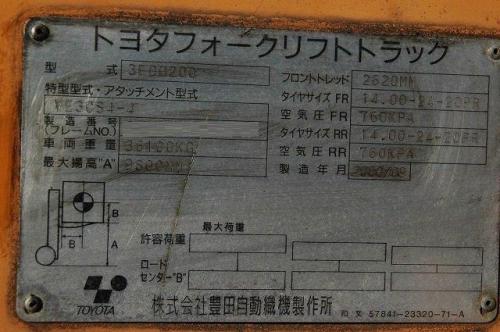 トヨタフォークリフトトラック
型 式
フロントトレッド 2620MM
特型型式・アタッチメント型式
タイヤサイズ FR 14.00-24-20PR
製造番号
(フレームNO.)
空気圧 FR 760KPA
車両重量 36100KG
タイヤサイズ RR 14.00-24-20PR
空気圧 RR 760KPA
最大揚高"A"
製造年月
B
B
A
最大荷重
許容荷重
ロード
センター"B"
TOYOTA
株式会社豊田自動織機製作所
和文 57841-23320-71-A